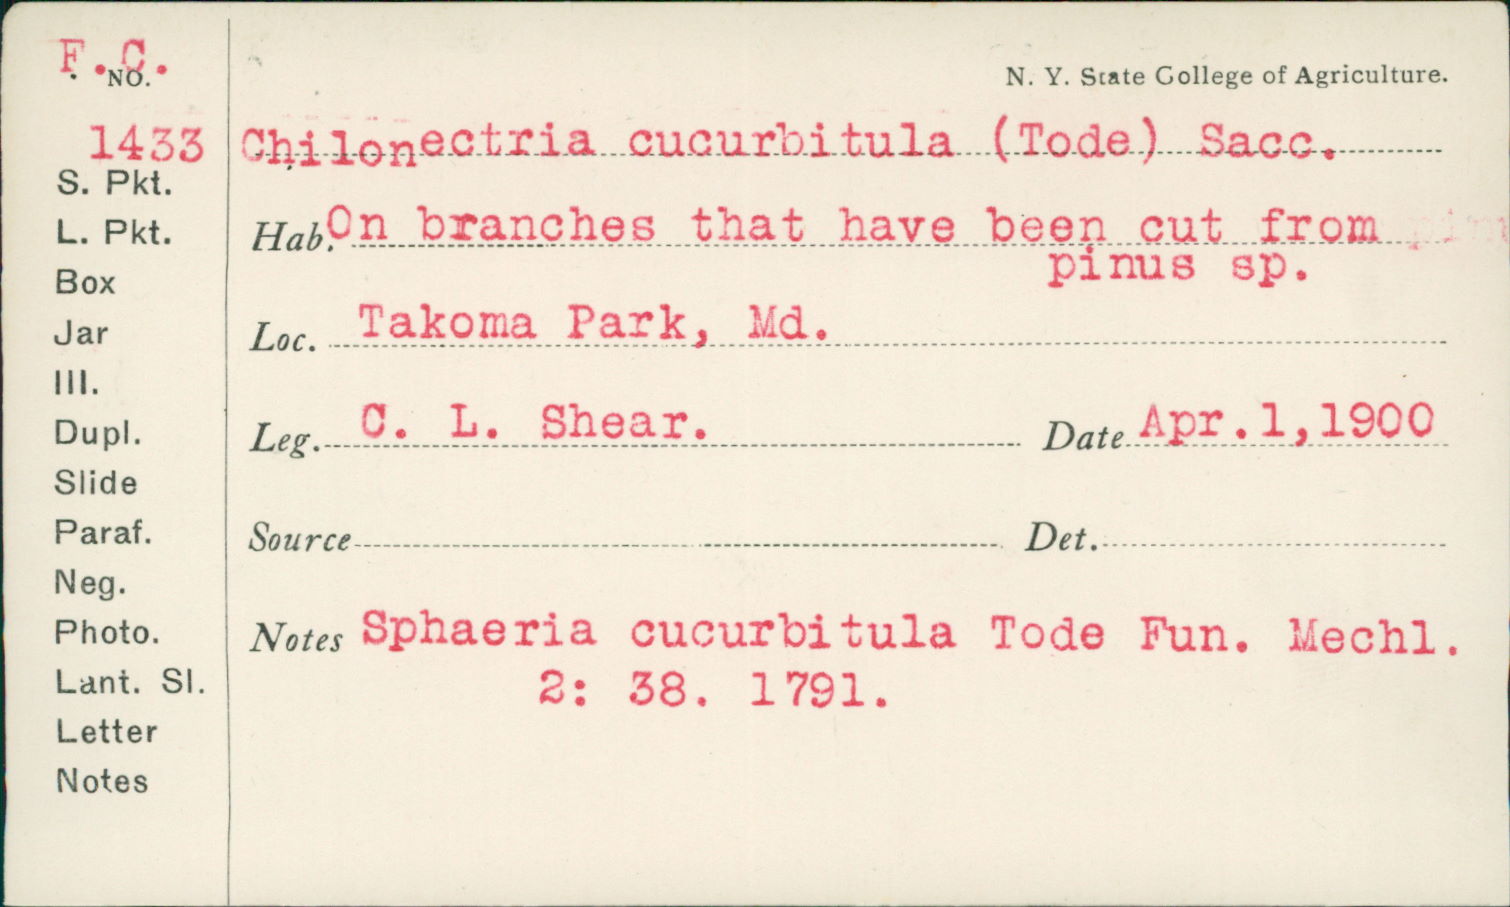 F.C.
NO.
N. Y. State College of Agriculture.
1433
Chilonectria cucurbitula (Tode) Sacc.
S. Pkt.
L. Pkt.
Hab. On branches that have been cut from pinu
pinus sp.
Box
Jar
Loc. Takoma Park, Md.
Ill.
Dupl.
Leg. C. L. Shear. Date Apr.1,1900
Slide
Paraf.
Source Det.
Neg.
Photo.
Notes Sphaeria cucurbitula Tode Fun. Mechl.
Lant. Sl.
2: 38. 1791.
Letter
Notes